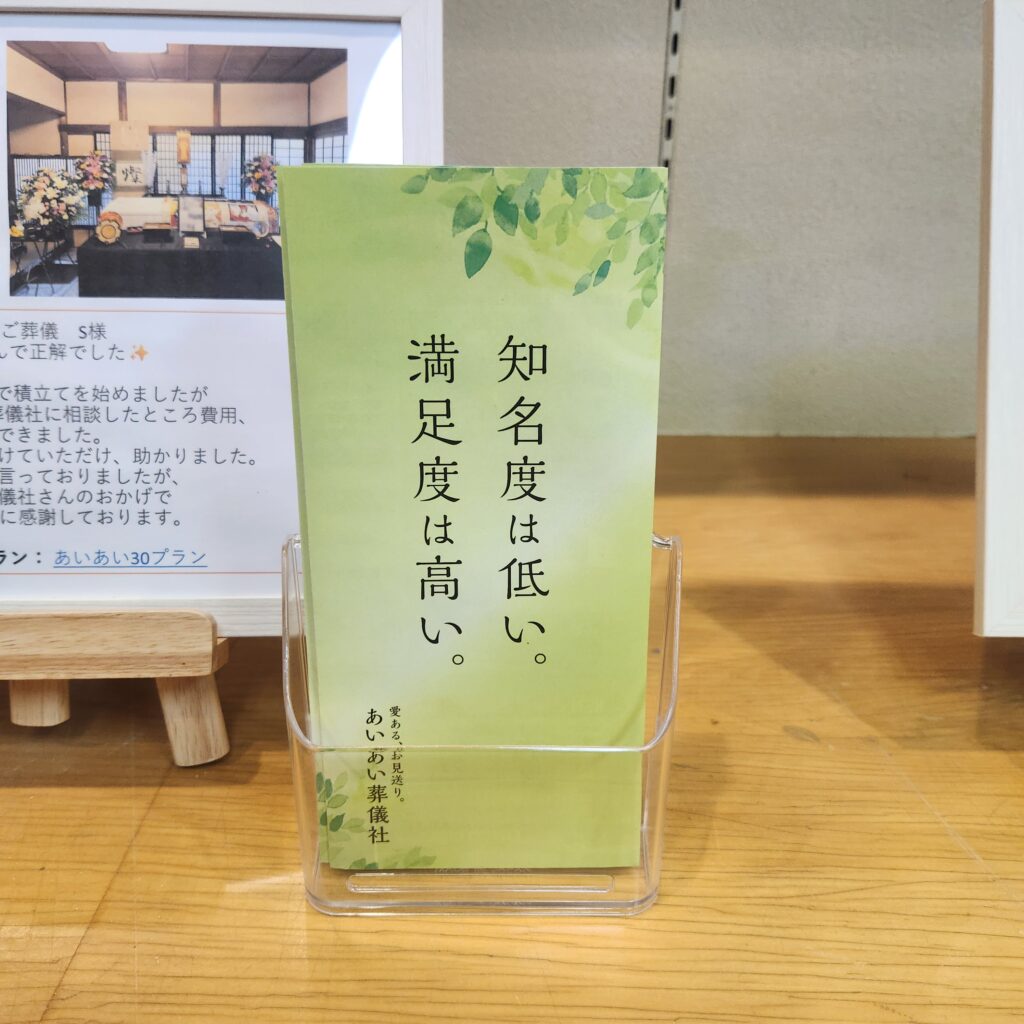 燦
ご葬儀 S様
んで正解でした✨
で積立てを始めましたが
儀社に相談したところ費用、
できました。
けていただけ、助かりました。
言っておりましたが、
儀社さんのおかげで
に感謝しております。
ラン： あいあい30プラン
知名度は低い。
満足度は高い。
愛ある、お見送り。
あいあい葬儀社